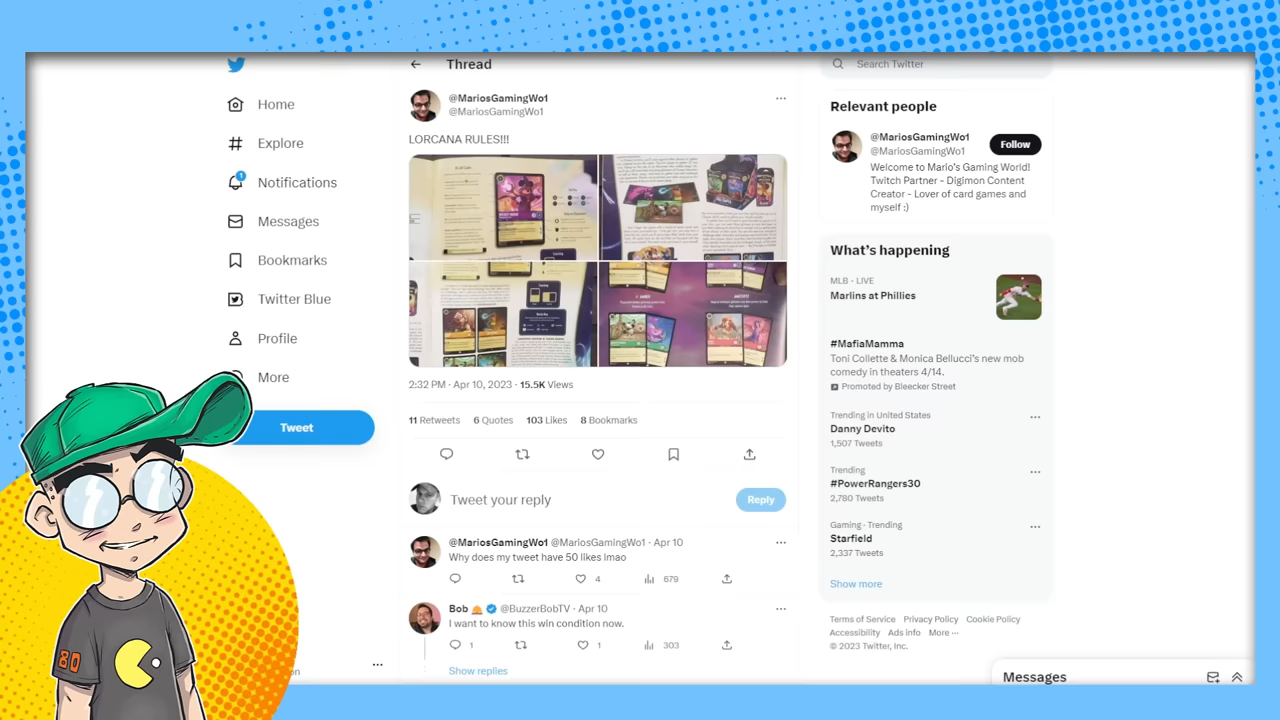 Thread
Search Twitter
Home
Explore
1
Notifications
Messages
Bookmarks
Twitter Blue
Profile
More
Tweet
@MariosGamingWo1
@MariosGamingWo1
LORCANA RULES!!!
2:32 PM · Apr 10, 2023 · 15.5K Views
11 Retweets 6 Quotes 103 Likes 8 Bookmarks
Tweet your reply
Reply
@MariosGamingWo1 @MariosGamingWo1 · Apr 10
Why does my tweet have 50 likes lmao
4 679
Bob @BuzzerBobTV · Apr 10
I want to know this win condition now.
1 1 303
Show replies
Relevant people
@MariosGamingWo1
@MariosGamingWo1
Follow
Welcome to Mario's Gaming World!
Twitch Partner - Digimon Content
Creator - Lover of card games and
myself :)
What's happening
MLB · LIVE
Marlins at Phillies
#MafiaMamma
Toni Collette & Monica Bellucci's new mob
comedy in theaters 4/14.
Promoted by Bleecker Street
Trending in United States
Danny Devito
1,507 Tweets
Trending
#PowerRangers30
2,780 Tweets
Gaming · Trending
Starfield
2,337 Tweets
Show more
Terms of Service Privacy Policy Cookie Policy
Accessibility Ads info More ···
© 2023 Twitter, Inc.
Messages
80
on